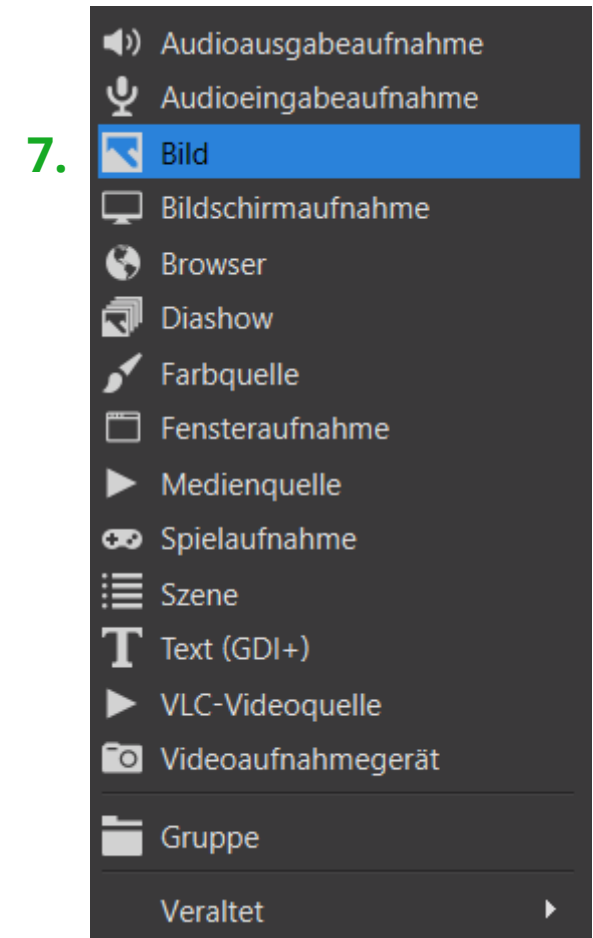 Audioausgabeaufnahme
Audioeingabeaufnahme
7. Bild
Bildschirmaufnahme
Browser
Diashow
Farbquelle
Fensteraufnahme
Medienquelle
Spielaufnahme
Szene
Text (GDI+)
VLC-Videoquelle
Videoaufnahmegerät
Gruppe
Veraltet